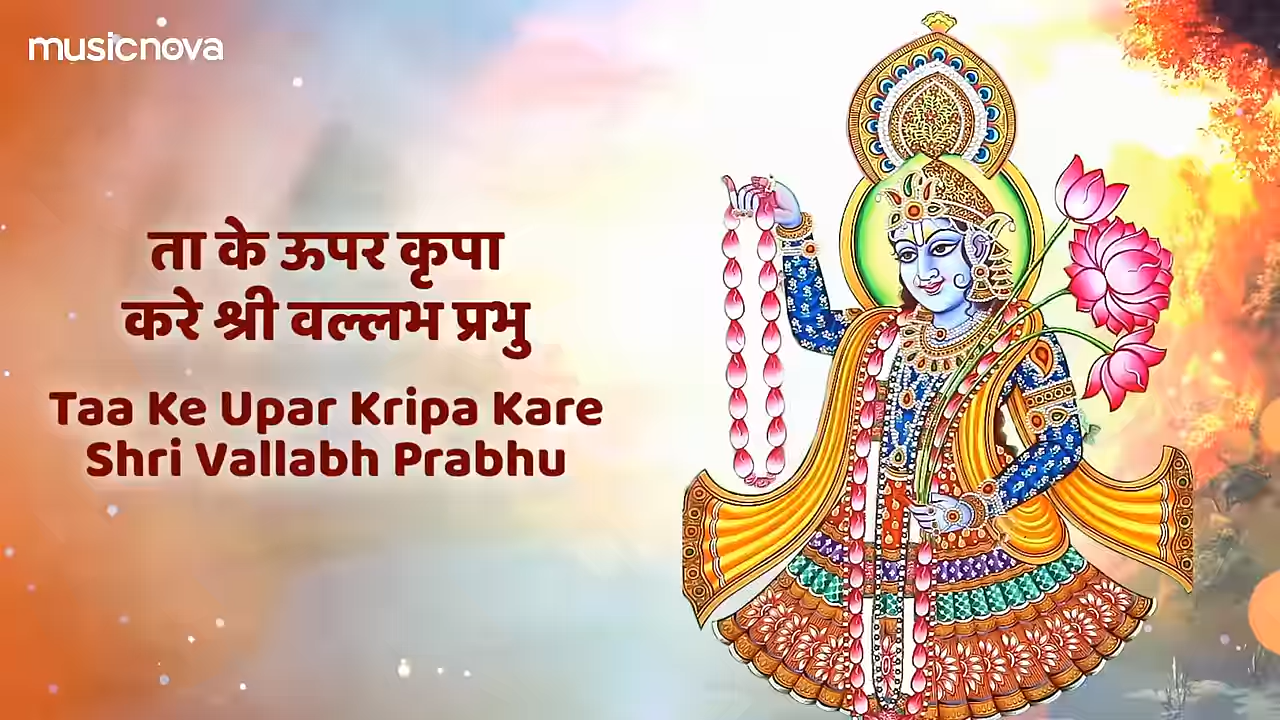 musicnova
ता के ऊपर कृपा
करे श्री वल्लभ प्रभु
Taa Ke Upar Kripa Kare
Shri Vallabh Prabhu